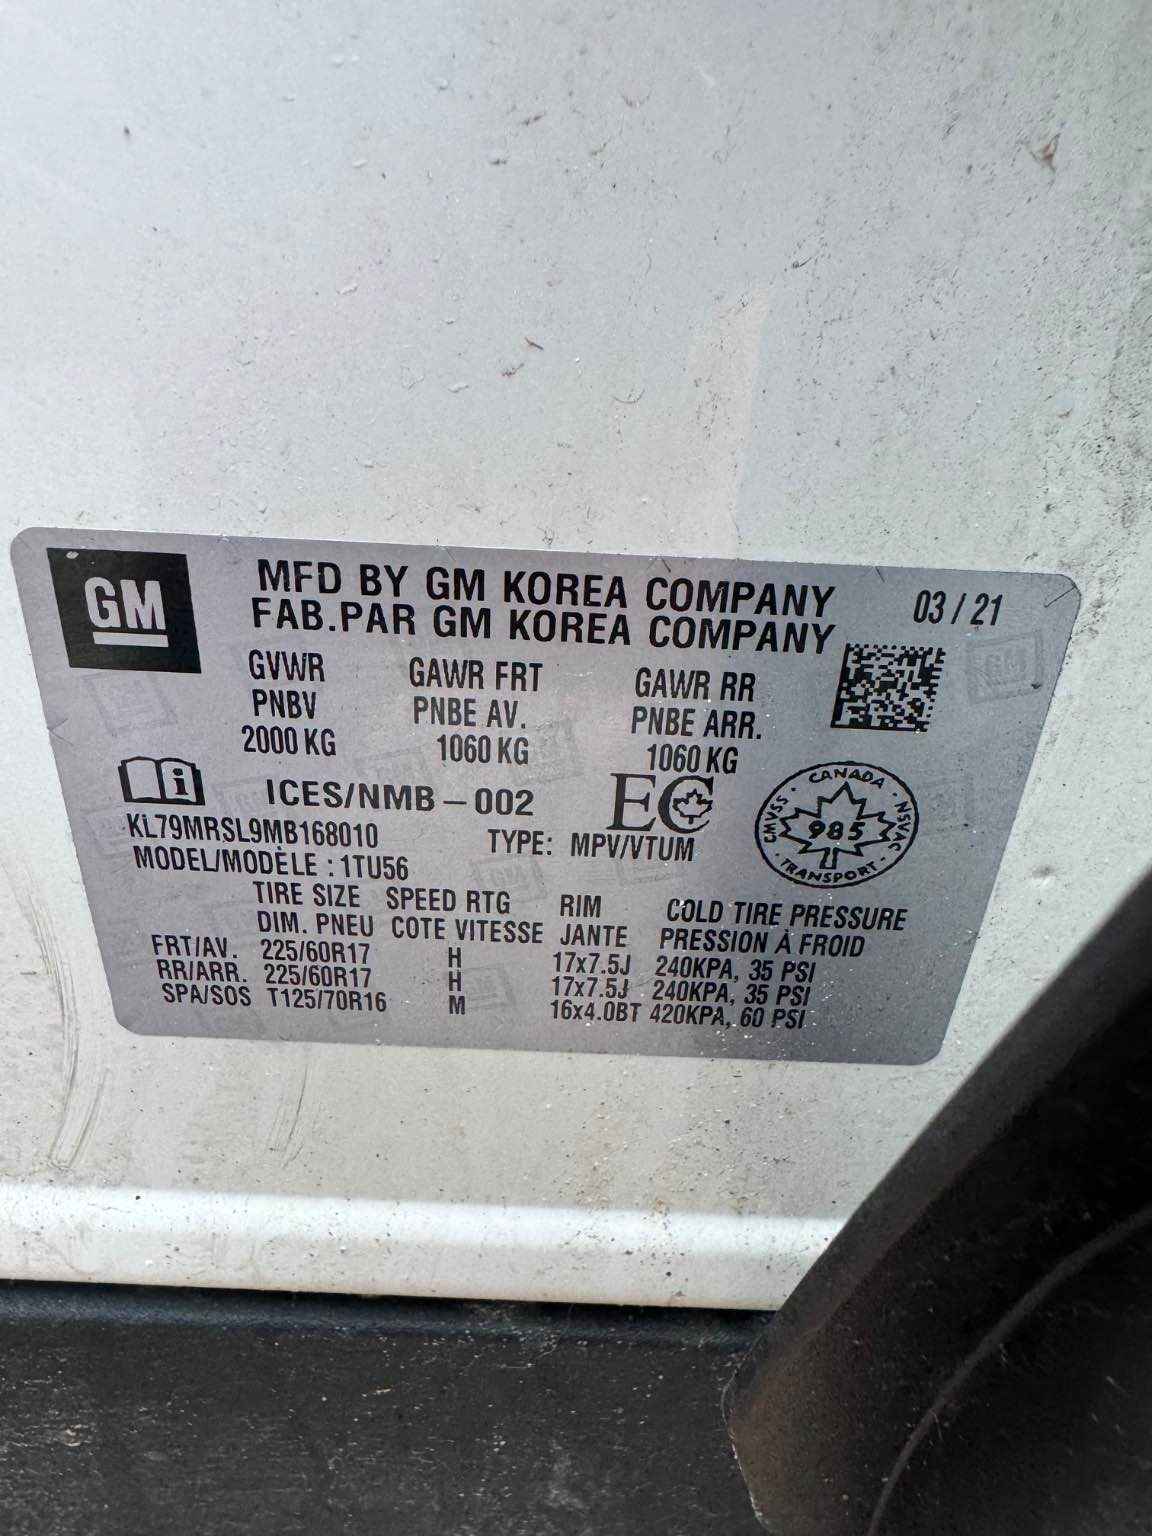 GM
MFD BY GM KOREA COMPANY
FAB.PAR GM KOREA COMPANY
03 / 21
GVWR GAWR FRT GAWR RR
PNBV PNBE AV. PNBE ARR.
2000 KG 1060 KG 1060 KG
i ICES/NMB-002 EC
KL79MRSL9MB168010 TYPE: MPV/VTUM
MODEL/MODÈLE : 1TU56
CANADA
CMVSS · NSVAC
985
TRANSPORT
TIRE SIZE SPEED RTG RIM COLD TIRE PRESSURE
DIM. PNEU COTE VITESSE JANTE PRESSION À FROID
FRT/AV. 225/60R17 H 17x7.5J 240KPA, 35 PSI
RR/ARR. 225/60R17 H 17x7.5J 240KPA, 35 PSI
SPA/SOS T125/70R16 M 16x4.0BT 420KPA, 60 PSI